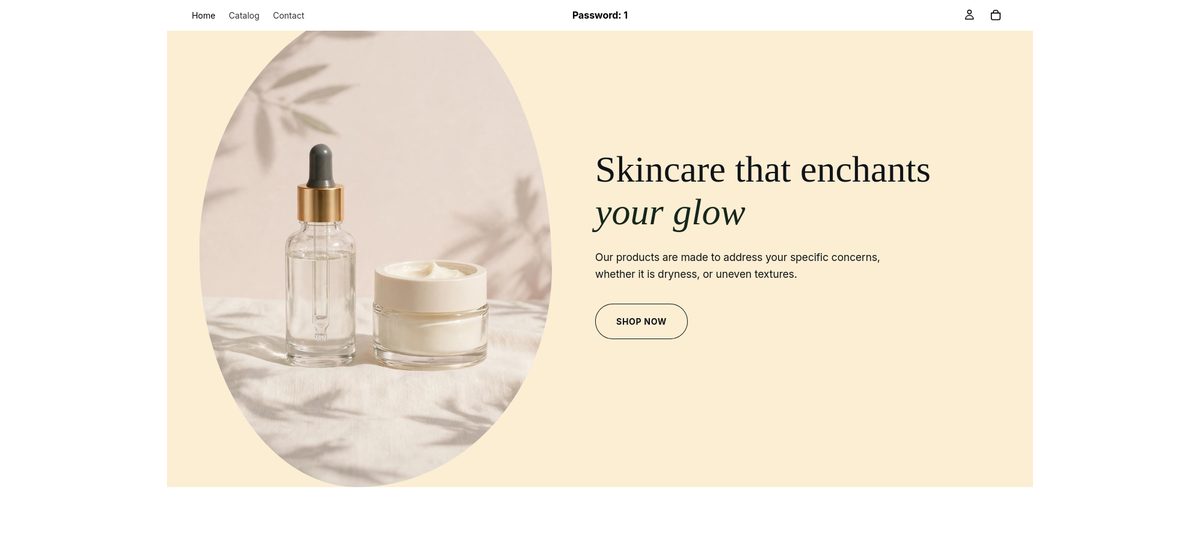 Home Catalog Contact Password: 1
Skincare that enchants
your glow
Our products are made to address your specific concerns,
whether it is dryness, or uneven textures.
SHOP NOW